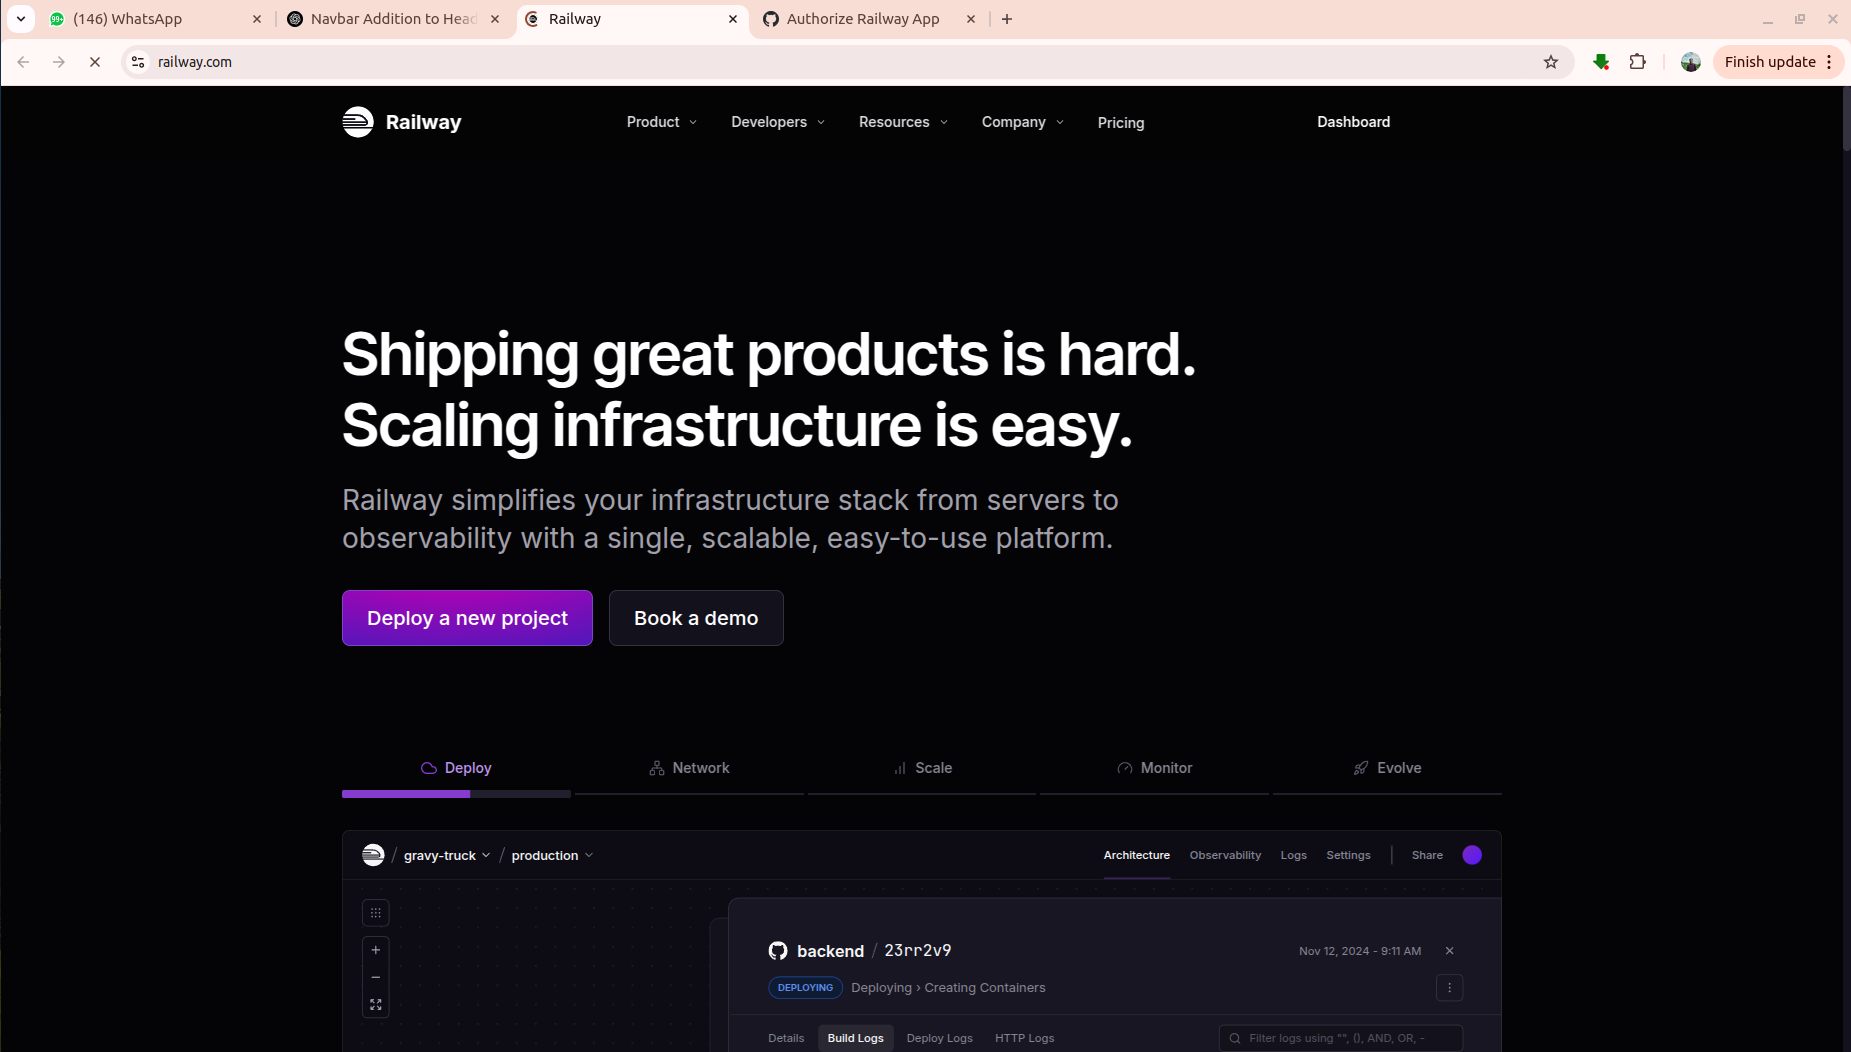 (146) WhatsApp
Navbar Addition to Head
Railway
Authorize Railway App
railway.com
Finish update
Railway
Product
Developers
Resources
Company
Pricing
Dashboard
Shipping great products is hard.
Scaling infrastructure is easy.
Railway simplifies your infrastructure stack from servers to
observability with a single, scalable, easy-to-use platform.
Deploy a new project
Book a demo
Deploy
Network
Scale
Monitor
Evolve
/ gravy-truck / production
Architecture
Observability
Logs
Settings
Share
backend / 23rr2v9
Nov 12, 2024 - 9:11 AM
DEPLOYING
Deploying › Creating Containers
Details
Build Logs
Deploy Logs
HTTP Logs
Filter logs using "", (), AND, OR, -